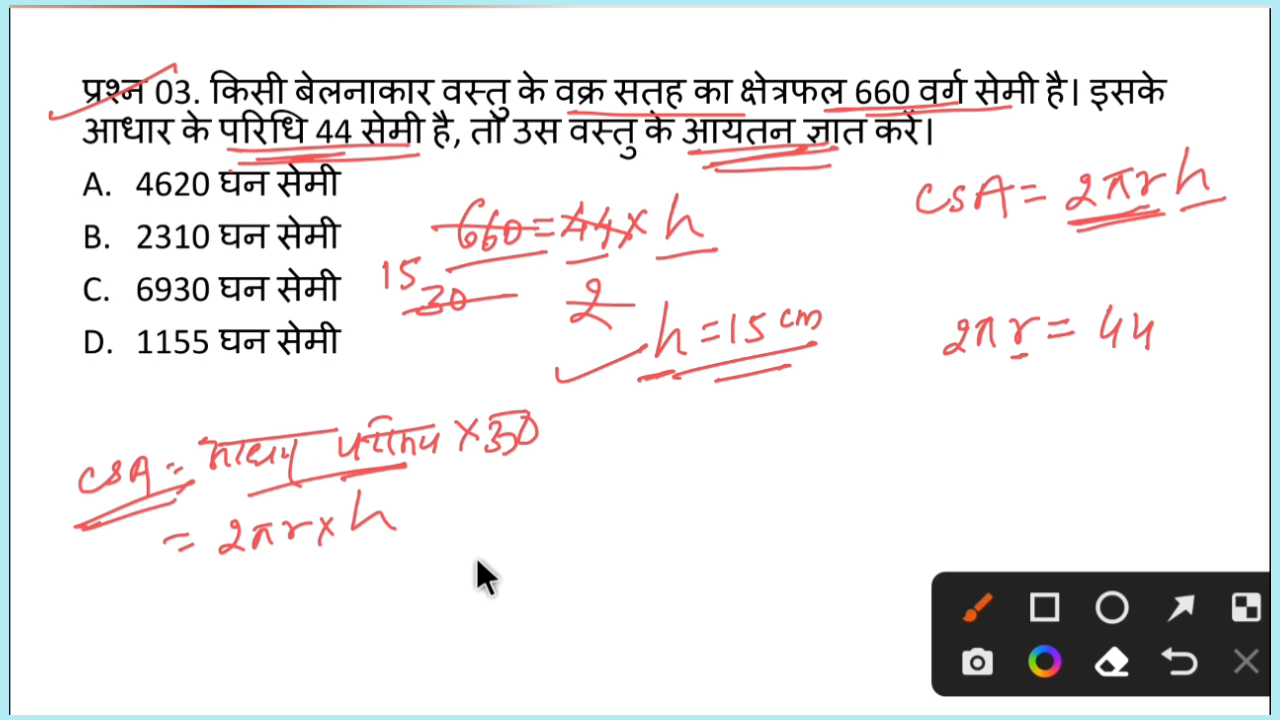 प्रश्न 03. किसी बेलनाकार वस्तु के वक्र सतह का क्षेत्रफल 660 वर्ग सेमी है। इसके
आधार के परिधि 44 सेमी है, तो उस वस्तु के आयतन ज्ञात करें।
A. 4620 घन सेमी
B. 2310 घन सेमी
C. 6930 घन सेमी
D. 1155 घन सेमी
CSA = 2πrh
660 = 44 × h
15 30 2
h = 15 cm
2πr = 44
CSA =
= 2πr × h